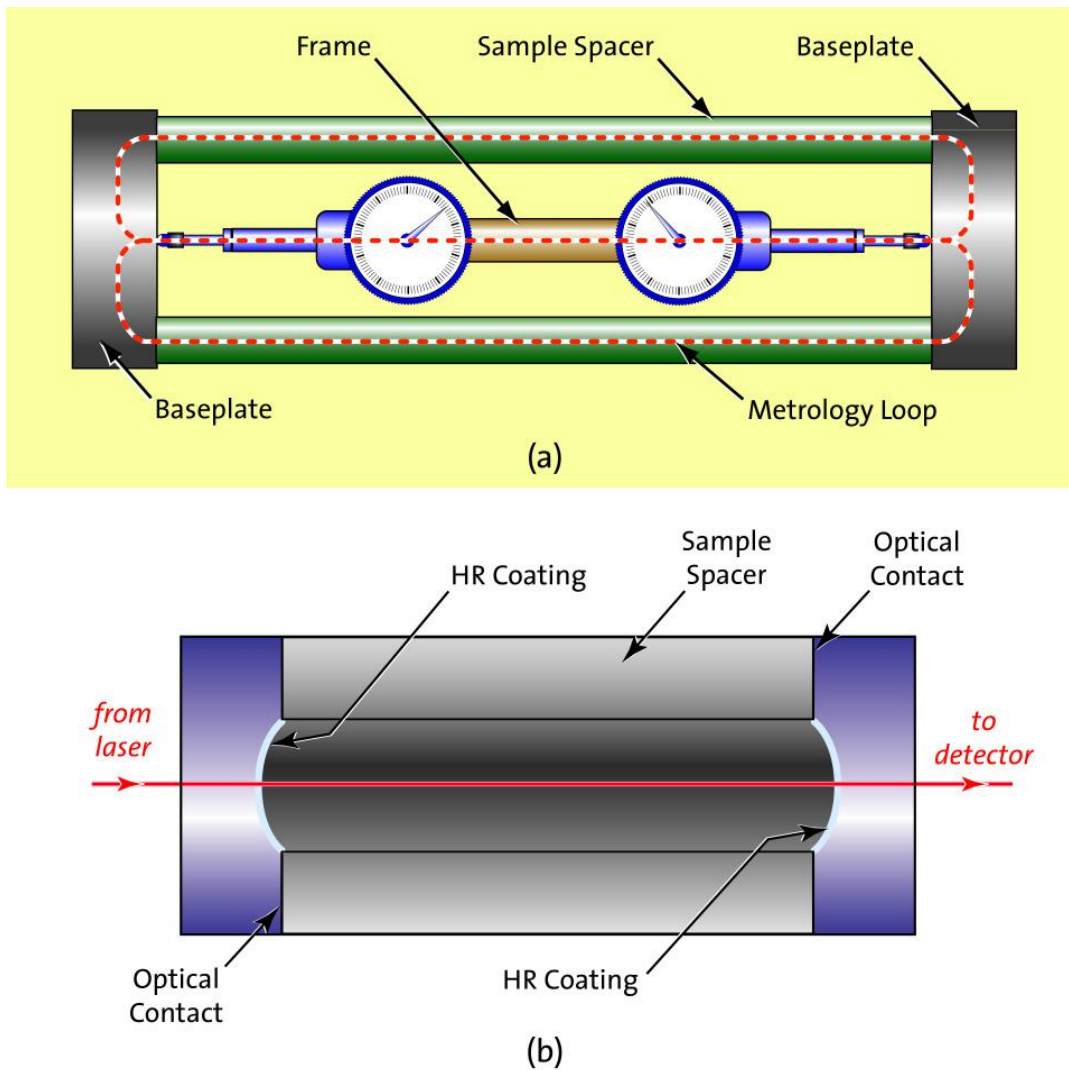 Frame
Sample Spacer
Baseplate
Baseplate
Metrology Loop
(a)
HR Coating
Sample
Spacer
Optical
Contact
from
laser
to
detector
Optical
Contact
HR Coating
(b)